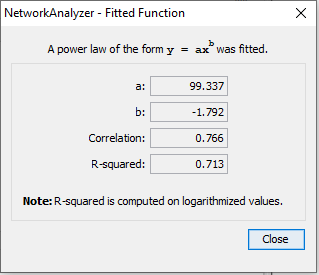 NetworkAnalyzer - Fitted Function
A power law of the form y = ax^b was fitted.
a: 99.337
b: -1.792
Correlation: 0.766
R-squared: 0.713
Note: R-squared is computed on logarithmized values.
Close